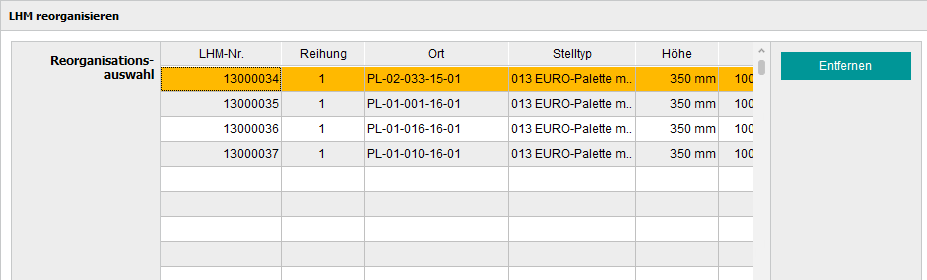 LHM reorganisieren
Reorganisations-
auswahl
LHM-Nr. Reihung Ort Stelltyp Höhe
13000034 1 PL-02-033-15-01 013 EURO-Palette m.. 350 mm 100
13000035 1 PL-01-001-16-01 013 EURO-Palette m.. 350 mm 100
13000036 1 PL-01-016-16-01 013 EURO-Palette m.. 350 mm 100
13000037 1 PL-01-010-16-01 013 EURO-Palette m.. 350 mm 100
Entfernen